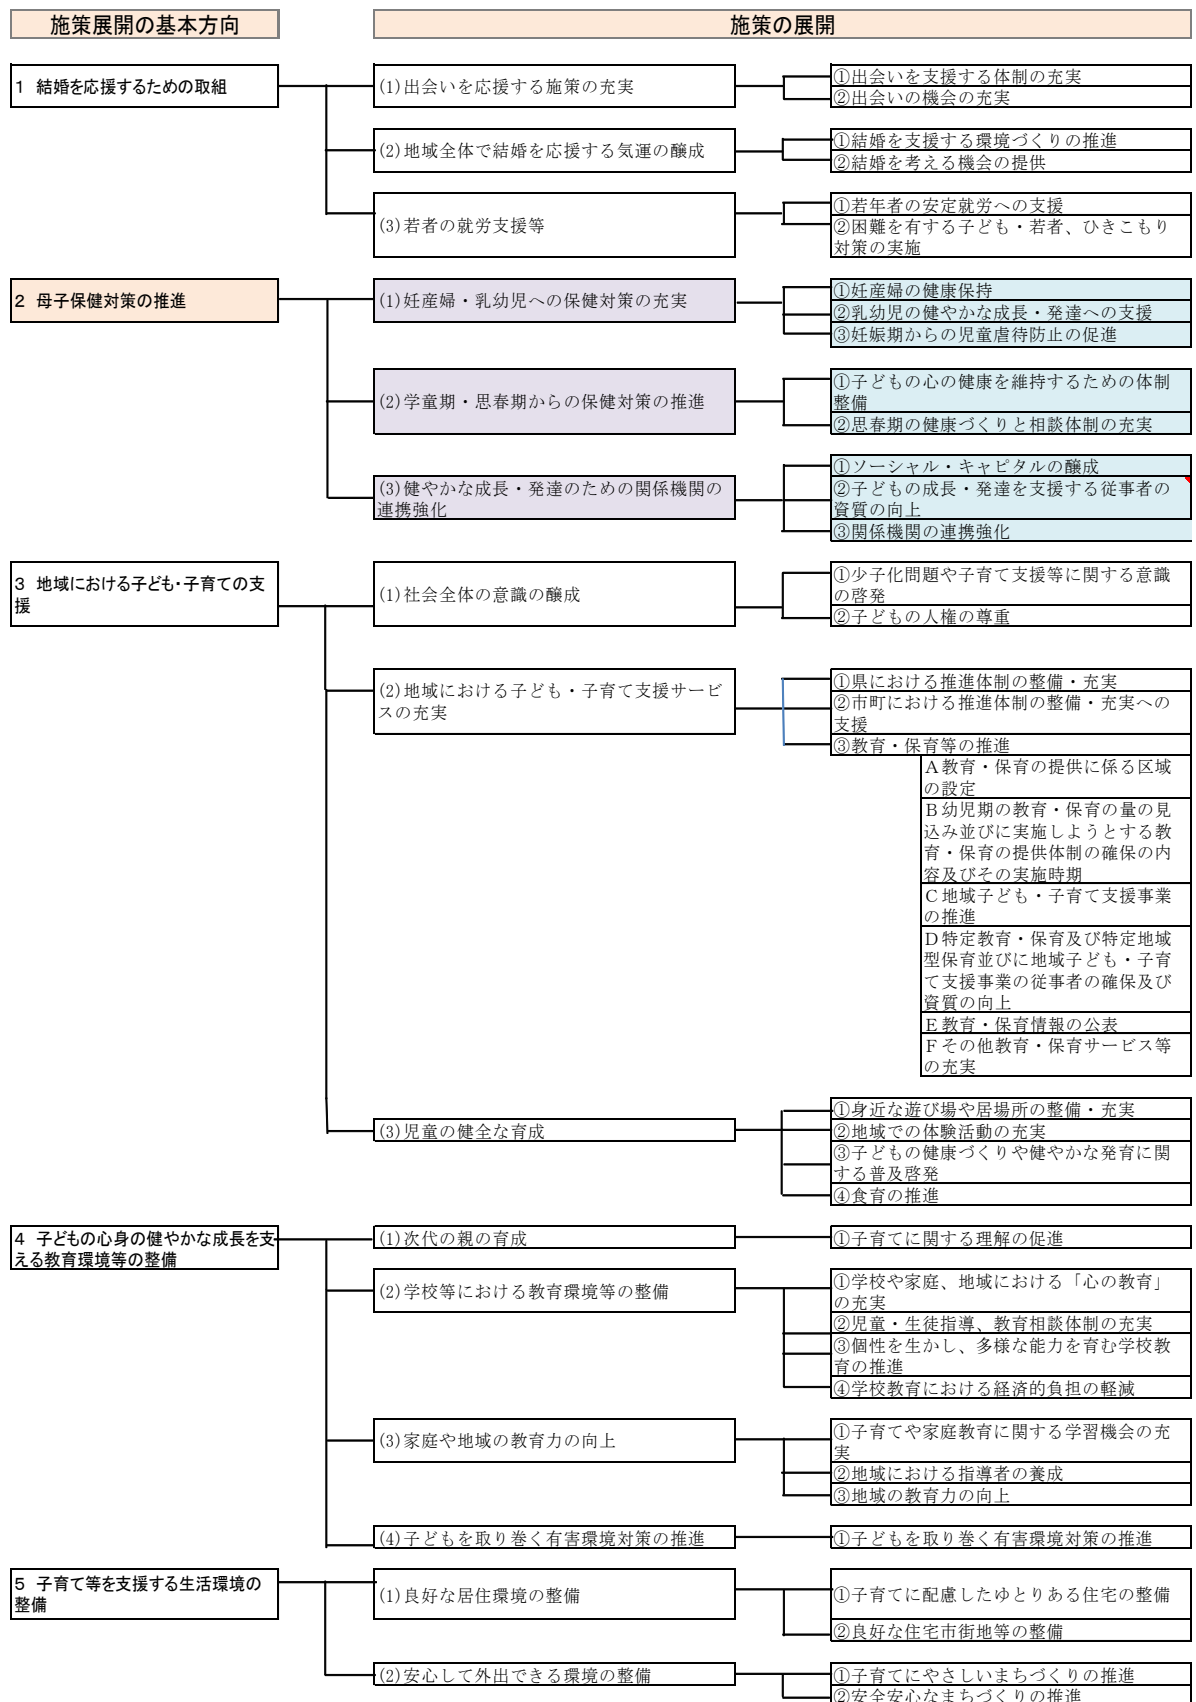 施策展開の基本方向
施策の展開
1　結婚を応援するための取組
(1)出会いを応援する施策の充実
①出会いを支援する体制の充実
②出会いの機会の充実
(2)地域全体で結婚を応援する気運の醸成
①結婚を支援する環境づくりの推進
②結婚を考える機会の提供
(3)若者の就労支援等
①若年者の安定就労への支援
②困難を有する子ども・若者、ひきこもり
対策の実施
2　母子保健対策の推進
(1)妊産婦・乳幼児への保健対策の充実
①妊産婦の健康保持
②乳幼児の健やかな成長・発達への支援
③妊娠期からの児童虐待防止の促進
(2)学童期・思春期からの保健対策の推進
①子どもの心の健康を維持するための体制
整備
②思春期の健康づくりと相談体制の充実
(3)健やかな成長・発達のための関係機関の
連携強化
①ソーシャル・キャピタルの醸成
②子どもの成長・発達を支援する従事者の
資質の向上
③関係機関の連携強化
3　地域における子ども・子育ての支
援
(1)社会全体の意識の醸成
①少子化問題や子育て支援等に関する意識
の啓発
②子どもの人権の尊重
(2)地域における子ども・子育て支援サービ
スの充実
①県における推進体制の整備・充実
②市町における推進体制の整備・充実への
支援
③教育・保育等の推進
Ａ教育・保育の提供に係る区域
の設定
Ｂ幼児期の教育・保育の量の見
込み並びに実施しようとする教
育・保育の提供体制の確保の内
容及びその実施時期
Ｃ地域子ども・子育て支援事業
の推進
Ｄ特定教育・保育及び特定地域
型保育並びに地域子ども・子育
て支援事業の従事者の確保及び
資質の向上
Ｅ教育・保育情報の公表
Ｆその他教育・保育サービス等
の充実
(3)児童の健全な育成
①身近な遊び場や居場所の整備・充実
②地域での体験活動の充実
③子どもの健康づくりや健やかな発育に関
する普及啓発
④食育の推進
4　子どもの心身の健やかな成長を支
える教育環境等の整備
(1)次代の親の育成
①子育てに関する理解の促進
(2)学校等における教育環境等の整備
①学校や家庭、地域における「心の教育」
の充実
②児童・生徒指導、教育相談体制の充実
③個性を生かし、多様な能力を育む学校教
育の推進
④学校教育における経済的負担の軽減
(3)家庭や地域の教育力の向上
①子育てや家庭教育に関する学習機会の充
実
②地域における指導者の養成
③地域の教育力の向上
(4)子どもを取り巻く有害環境対策の推進
①子どもを取り巻く有害環境対策の推進
5　子育て等を支援する生活環境の
整備
(1)良好な居住環境の整備
①子育てに配慮したゆとりある住宅の整備
②良好な住宅市街地等の整備
(2)安心して外出できる環境の整備
①子育てにやさしいまちづくりの推進
②安全安心なまちづくりの推進